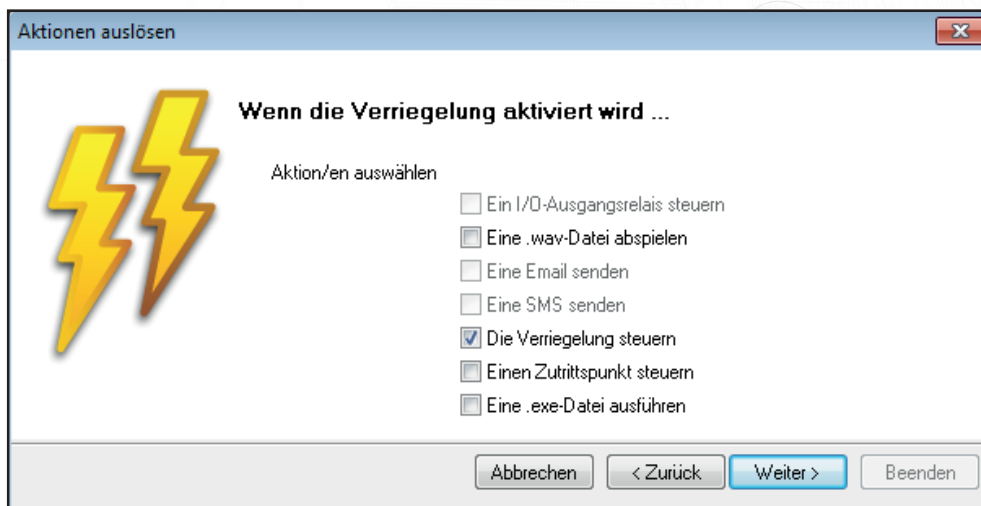 Aktionen auslösen
Wenn die Verriegelung aktiviert wird ...
Aktion/en auswählen
Ein I/O-Ausgangsrelais steuern
Eine .wav-Datei abspielen
Eine Email senden
Eine SMS senden
Die Verriegelung steuern
Einen Zutrittspunkt steuern
Eine .exe-Datei ausführen
Abbrechen < Zurück Weiter > Beenden